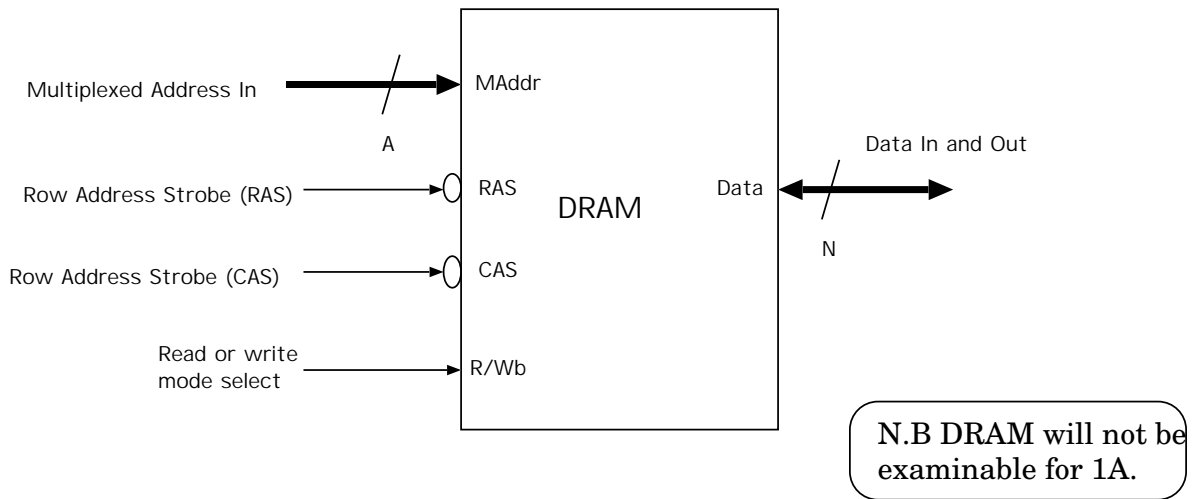 Multiplexed Address In
A
MAddr
Row Address Strobe (RAS)
RAS
Row Address Strobe (CAS)
CAS
Read or write
mode select
R/Wb
DRAM
Data
Data In and Out
N
N.B DRAM will not be
examinable for 1A.